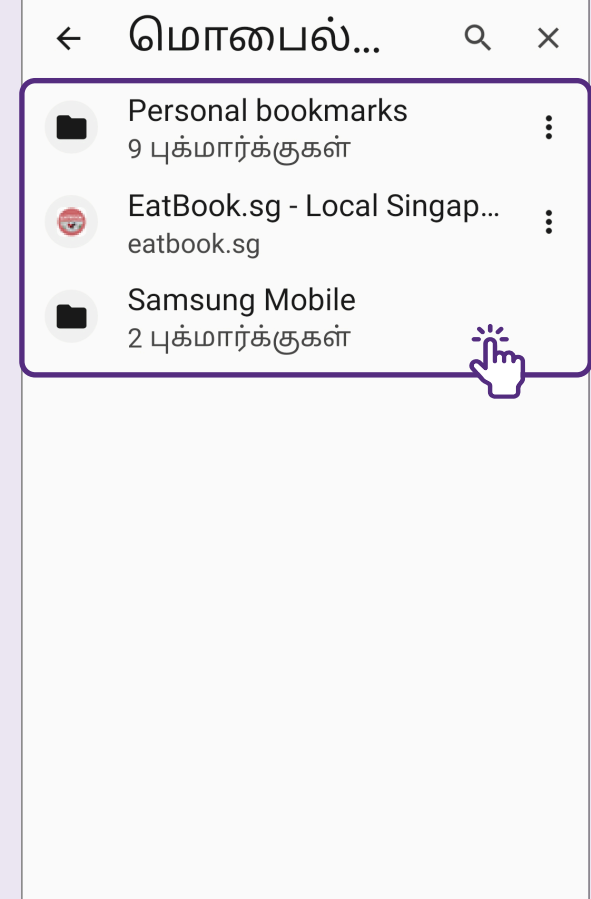 மொபைல்...
Personal bookmarks
9 புக்மார்க்குகள்
EatBook.sg - Local Singap...
eatbook.sg
Samsung Mobile
2 புக்மார்க்குகள்